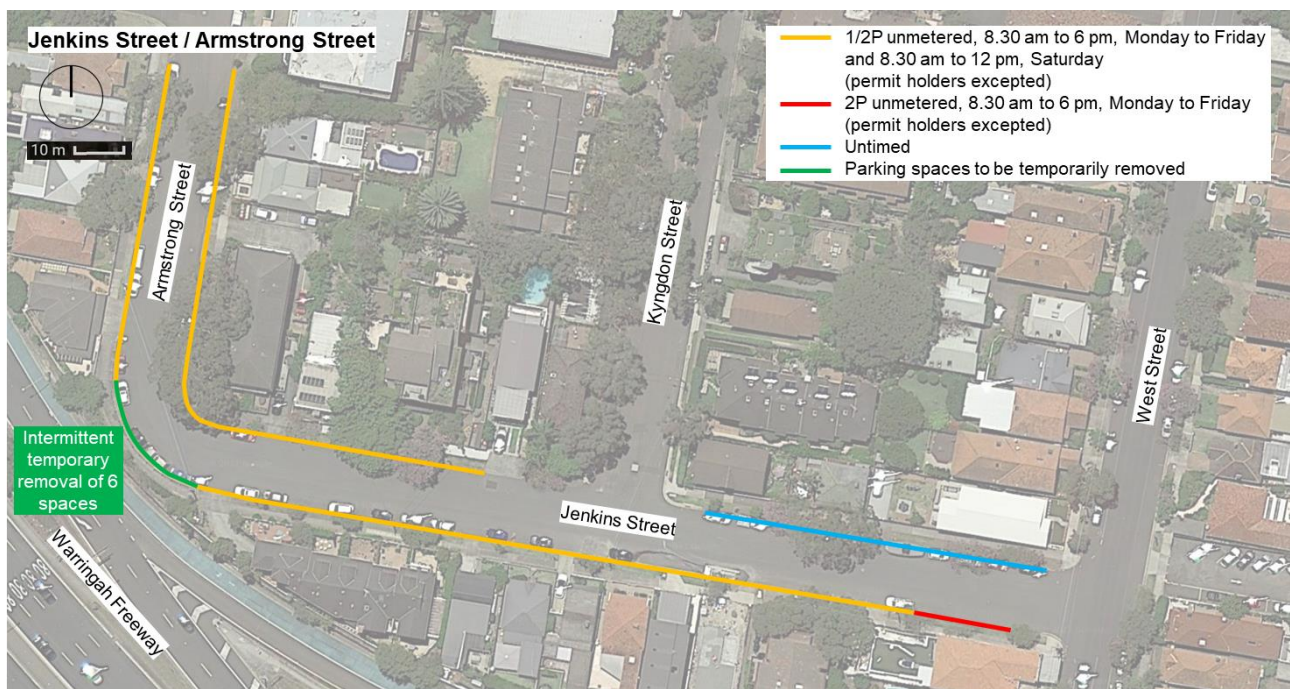 Jenkins Street / Armstrong Street
10 m
1/2P unmetered, 8.30 am to 6 pm, Monday to Friday
and 8.30 am to 12 pm, Saturday
(permit holders excepted)
2P unmetered, 8.30 am to 6 pm, Monday to Friday
(permit holders excepted)
Untimed
Parking spaces to be temporarily removed
Armstrong Street
Kyngdon Street
West Street
Intermittent
temporary
removal of 6
spaces
Jenkins Street
Warringah Freeway